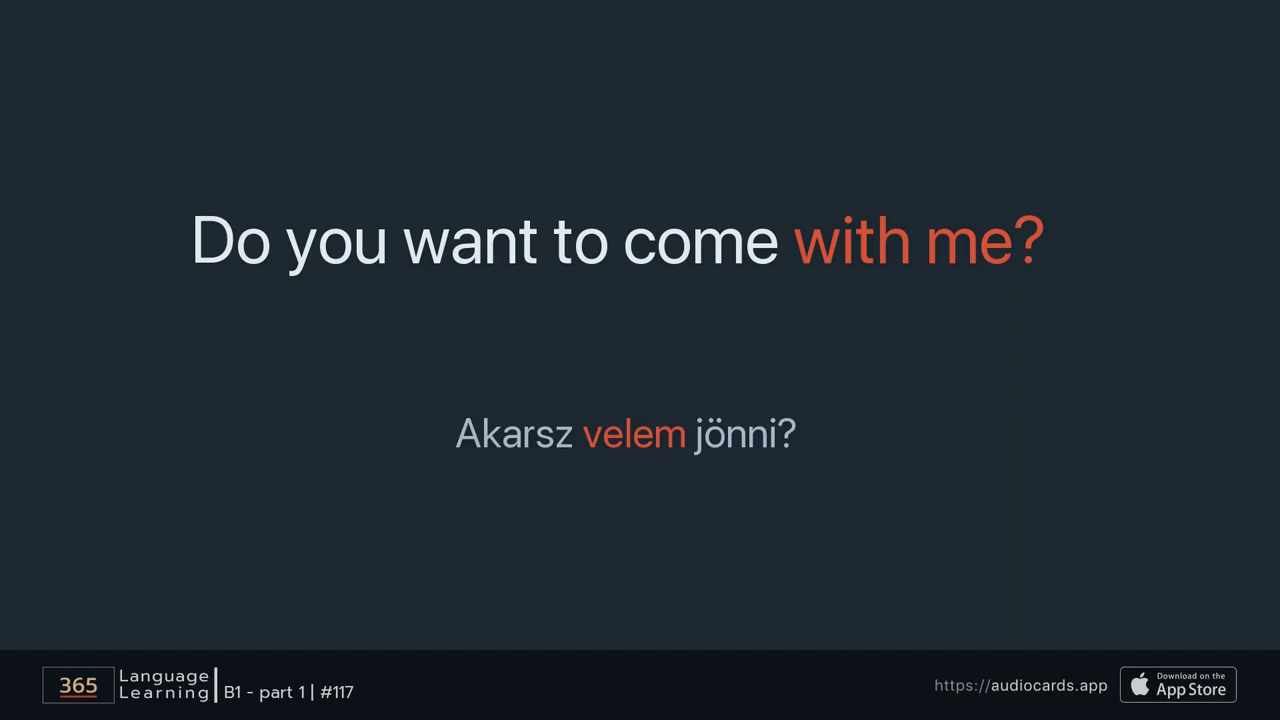 Do you want to come with me?
Akarsz velem jönni?
365
Language
Learning
B1 - part 1 | #117
https://audiocards.app
Download on the
App Store